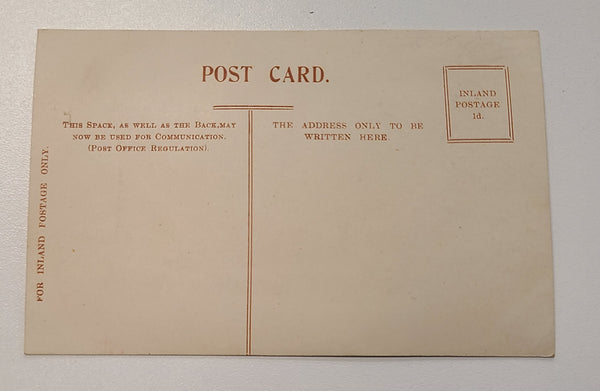 POST CARD.
INLAND
POSTAGE
1d.
THIS SPACE, AS WELL AS THE BACK,MAY
NOW BE USED FOR COMMUNICATION.
(POST OFFICE REGULATION).
THE ADDRESS ONLY TO BE
WRITTEN HERE.
FOR INLAND POSTAGE ONLY.